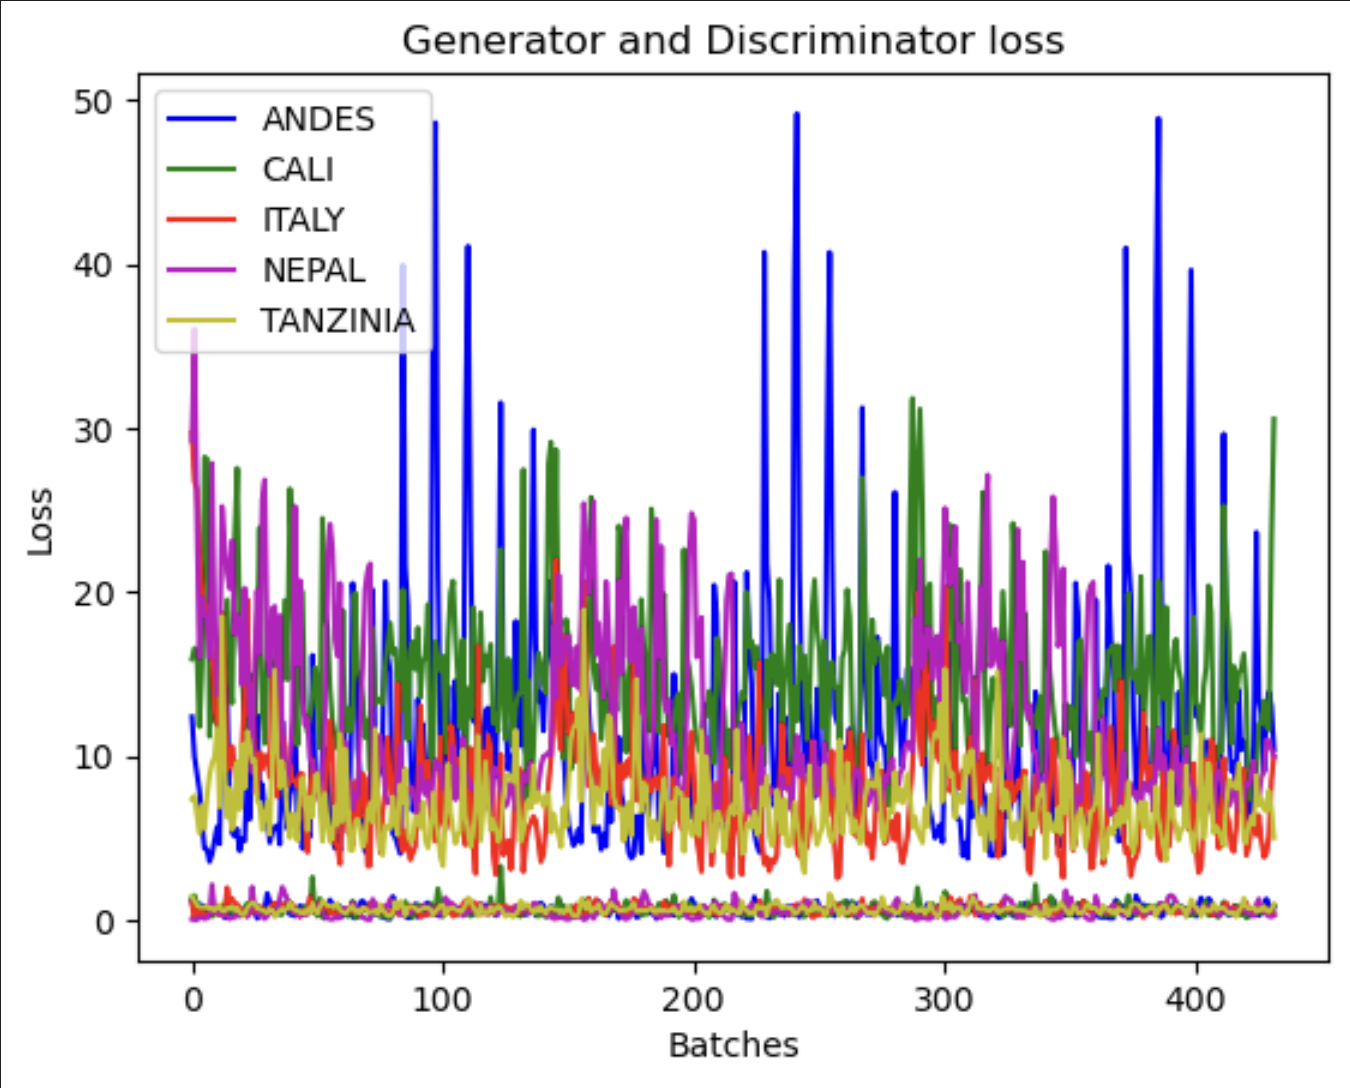 Generator and Discriminator loss
50
40
30
20
10
0
Loss
ANDES
CALI
ITALY
NEPAL
TANZINIA
0 100 200 300 400
Batches